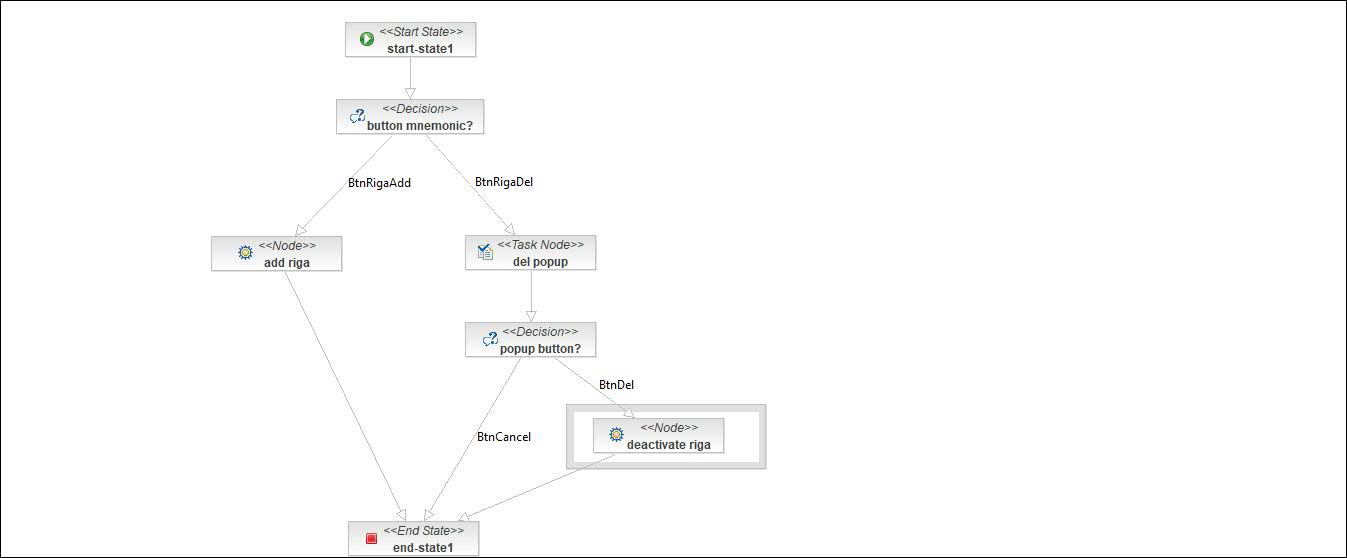 <<Start State>>
start-state1
<<Decision>>
button mnemonic?
BtnRigaAdd
BtnRigaDel
<<Node>>
add riga
<<Task Node>>
del popup
<<Decision>>
popup button?
BtnDel
BtnCancel
<<Node>>
deactivate riga
<<End State>>
end-state1